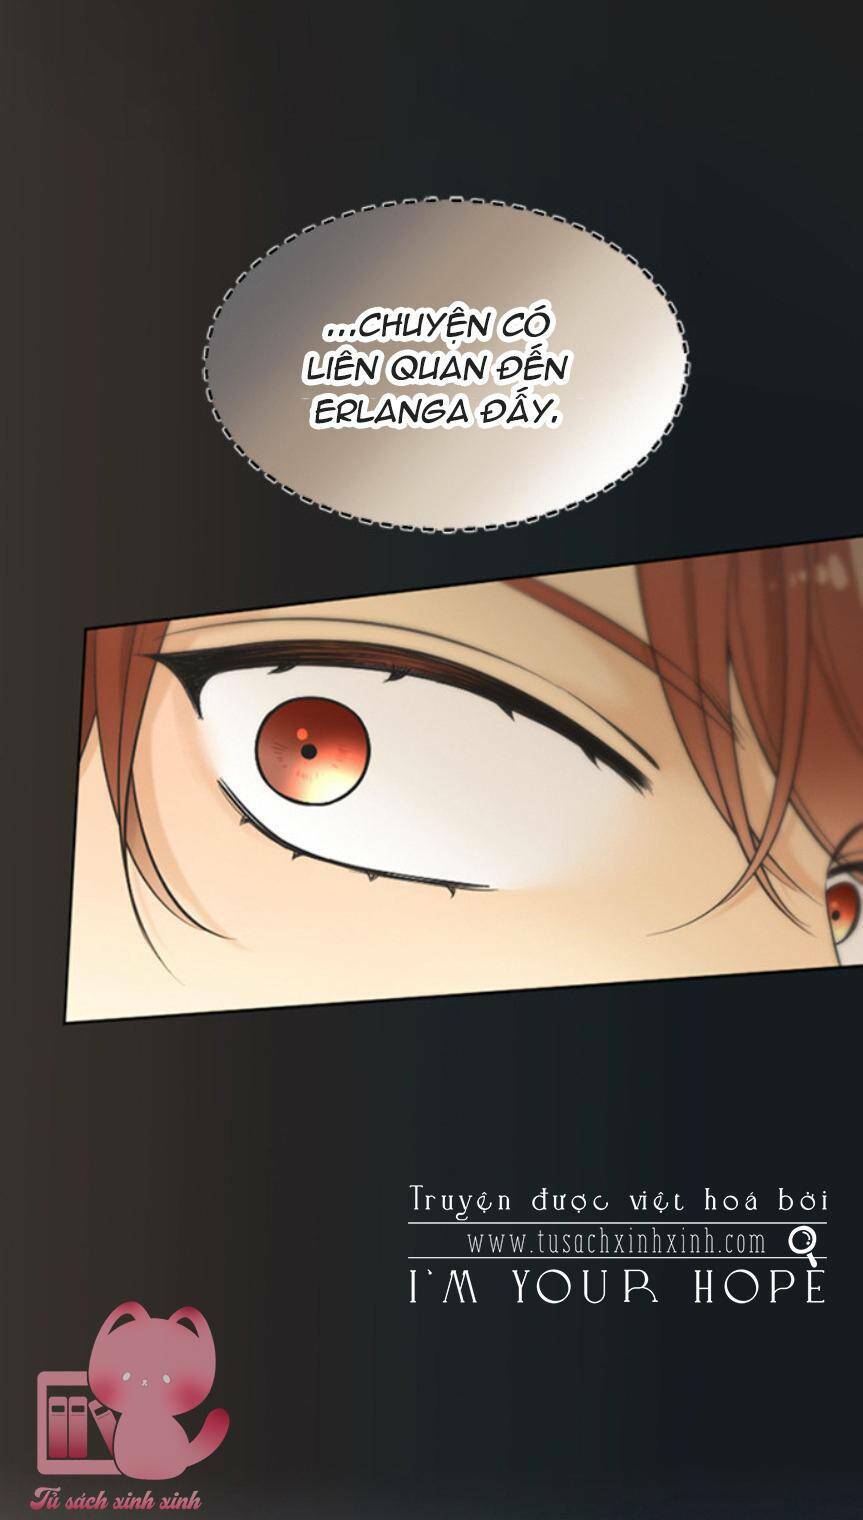 ...CHUYỆN CÓ
LIÊN QUAN ĐẾN
ERLANGA ĐẤY.
Truyện được việt hoá bởi
www.tusachxinhxinh.com
I'M YOUR HOPE
Tủ sách xinh xinh